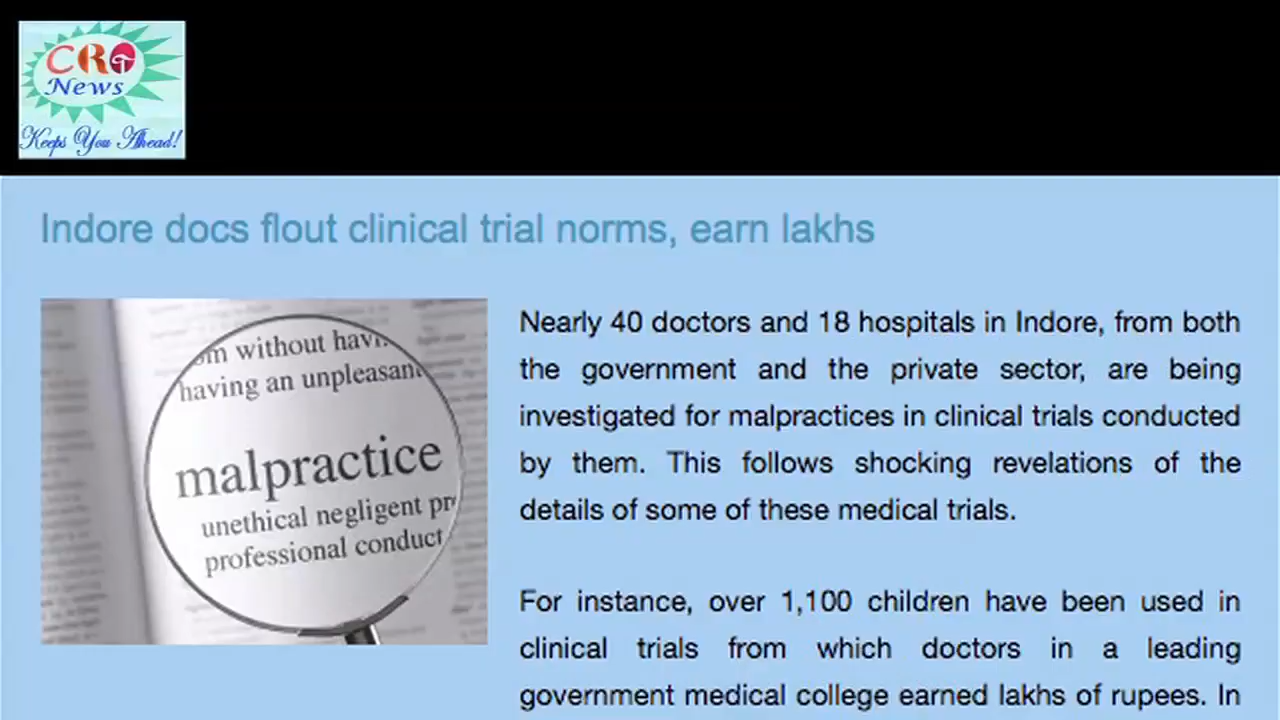 CRO
News
Keeps You Ahead!
Indore docs flout clinical trial norms, earn lakhs
om without havin
having an unpleasant
malpractice
unethical negligent pr
professional conduct
Nearly 40 doctors and 18 hospitals in Indore, from both
the government and the private sector, are being
investigated for malpractices in clinical trials conducted
by them. This follows shocking revelations of the
details of some of these medical trials.
For instance, over 1,100 children have been used in
clinical trials from which doctors in a leading
government medical college earned lakhs of rupees. In